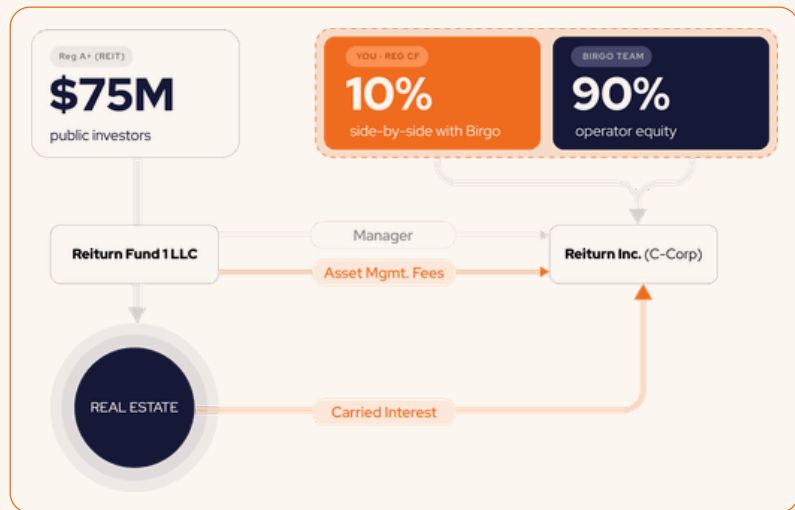 Reg A+ (REIT)
$75M
public investors
YOU · REG CF
10%
side-by-side with Birgo
BIRGO TEAM
90%
operator equity
Reiturn Fund 1 LLC
Manager
Asset Mgmt. Fees
Reiturn Inc. (C-Corp)
REAL ESTATE
Carried Interest